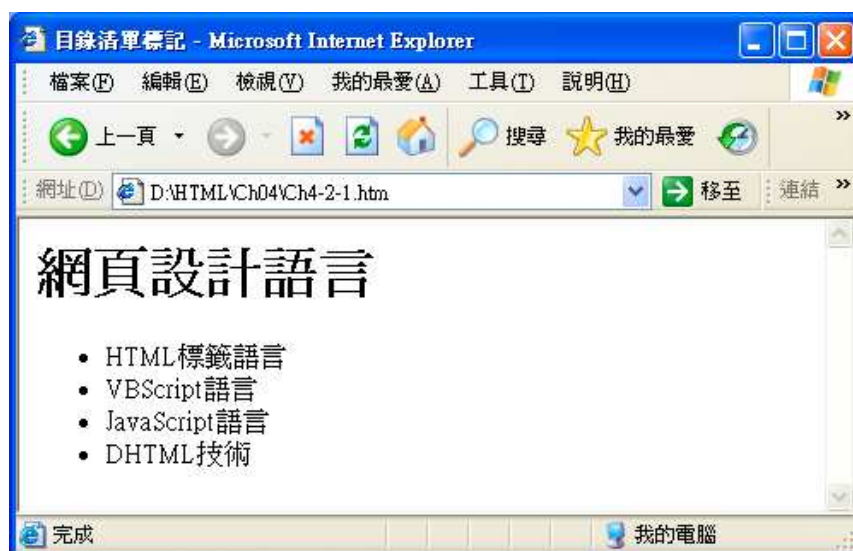 目錄清單標記 - Microsoft Internet Explorer
檔案(F) 編輯(E) 檢視(V) 我的最愛(A) 工具(T) 說明(H)
上一頁 搜尋 我的最愛 »
網址(D) D:\HTML\Ch04\Ch4-2-1.htm 移至 連結 »
網頁設計語言
• HTML標籤語言
• VBScript語言
• JavaScript語言
• DHTML技術
完成 我的電腦